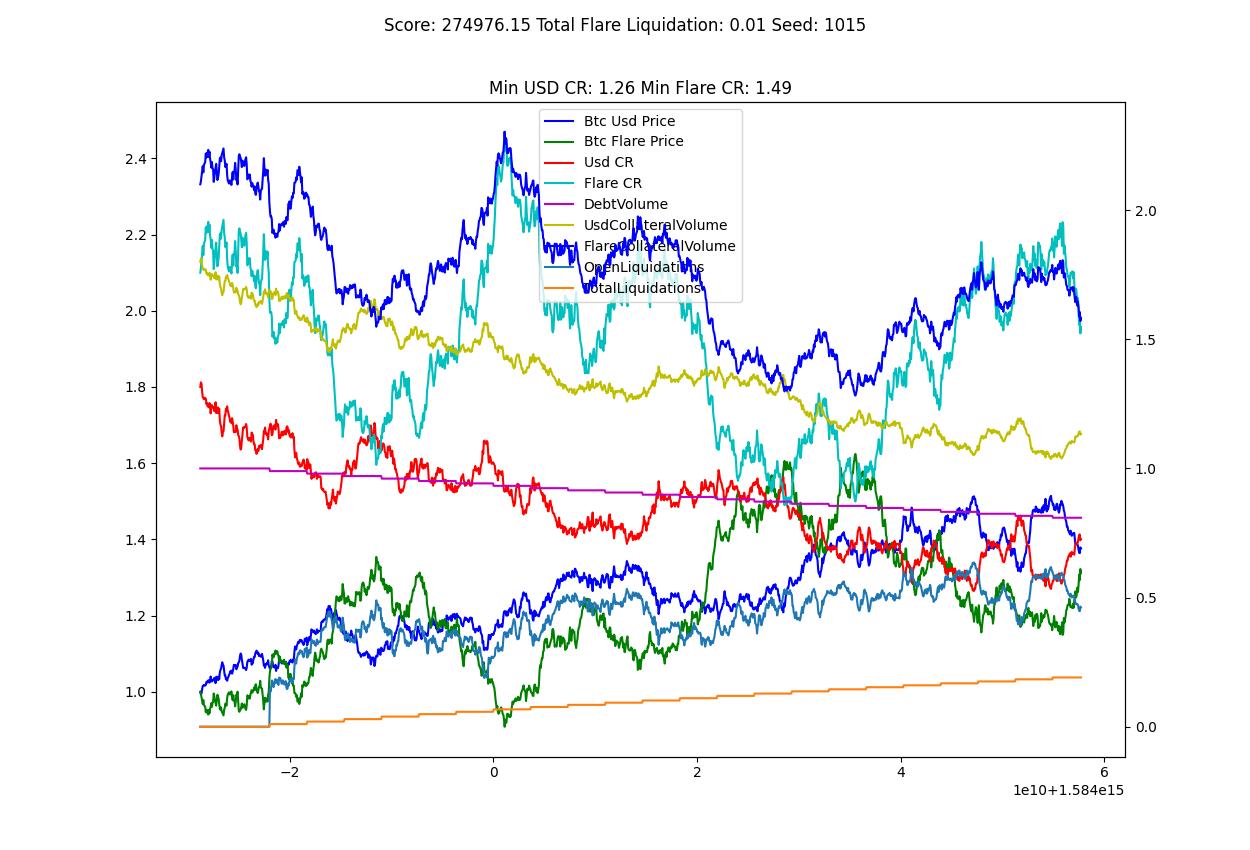 Score: 274976.15 Total Flare Liquidation: 0.01 Seed: 1015
Min USD CR: 1.26 Min Flare CR: 1.49
Btc Usd Price
Btc Flare Price
Usd CR
Flare CR
DebtVolume
UsdCollateralVolume
FlareCollateralVolume
OpenLiquidations
TotalLiquidations
2.4
2.2
2.0
1.8
1.6
1.4
1.2
1.0
2.0
1.5
1.0
0.5
0.0
−2 0 2 4 6
1e10+1.584e15